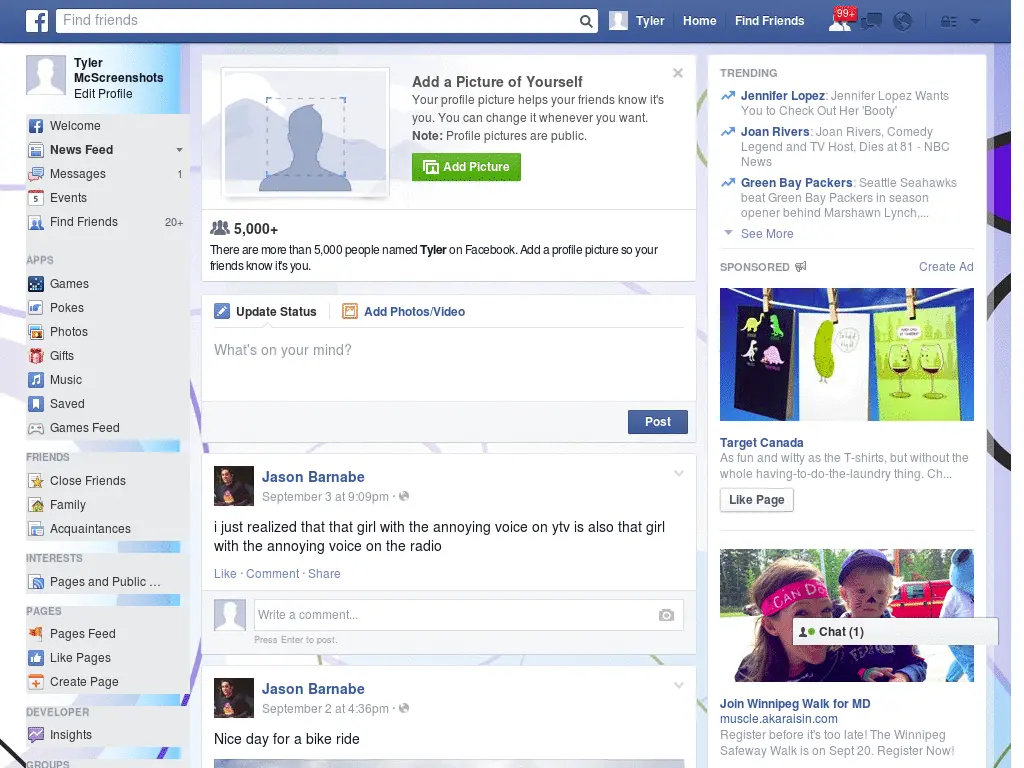 Find friends
Tyler
Home
Find Friends
99+
Tyler
McScreenshots
Edit Profile
Welcome
News Feed
Messages 1
5 Events
Find Friends 20+
APPS
Games
Pokes
Photos
Gifts
Music
Saved
Games Feed
FRIENDS
Close Friends
Family
Acquaintances
INTERESTS
Pages and Public ...
PAGES
Pages Feed
Like Pages
Create Page
DEVELOPER
Insights
GROUPS
Add a Picture of Yourself
Your profile picture helps your friends know it's
you. You can change it whenever you want.
Note: Profile pictures are public.
Add Picture
5,000+
There are more than 5,000 people named Tyler on Facebook. Add a profile picture so your
friends know it's you.
Update Status
Add Photos/Video
What's on your mind?
Post
Jason Barnabe
September 3 at 9:09pm ·
i just realized that that girl with the annoying voice on ytv is also that girl
with the annoying voice on the radio
Like · Comment · Share
Write a comment...
Press Enter to post.
Jason Barnabe
September 2 at 4:36pm ·
Nice day for a bike ride
TRENDING
Jennifer Lopez: Jennifer Lopez Wants
You to Check Out Her 'Booty'
Joan Rivers: Joan Rivers, Comedy
Legend and TV Host, Dies at 81 - NBC
News
Green Bay Packers: Seattle Seahawks
beat Green Bay Packers in season
opener behind Marshawn Lynch,...
See More
SPONSORED
Create Ad
Target Canada
As fun and witty as the T-shirts, but without the
whole having-to-do-the-laundry thing. Ch...
Like Page
CAN DO
Chat (1)
Join Winnipeg Walk for MD
muscle.akaraisin.com
Register before it's too late! The Winnipeg
Safeway Walk is on Sept 20. Register Now!